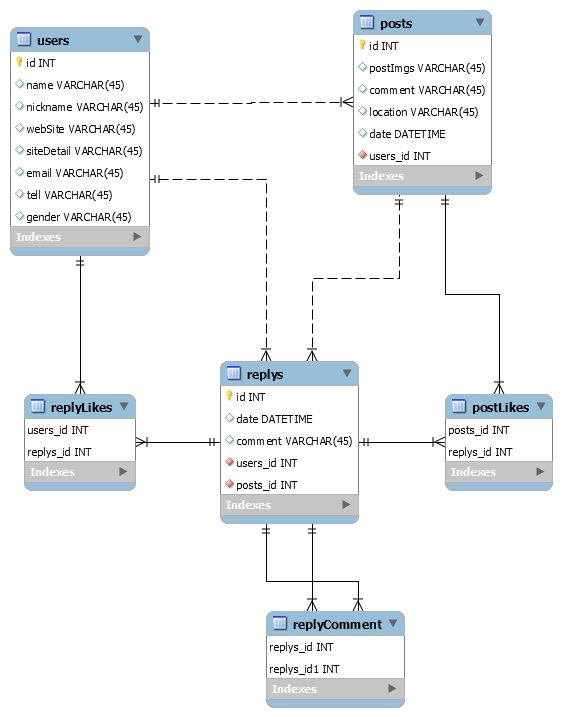 users
id INT
name VARCHAR(45)
nickname VARCHAR(45)
webSite VARCHAR(45)
siteDetail VARCHAR(45)
email VARCHAR(45)
tell VARCHAR(45)
gender VARCHAR(45)
Indexes
posts
id INT
postImgs VARCHAR(45)
comment VARCHAR(45)
location VARCHAR(45)
date DATETIME
users_id INT
Indexes
replyLikes
users_id INT
replys_id INT
Indexes
replys
id INT
date DATETIME
comment VARCHAR(45)
users_id INT
posts_id INT
Indexes
postLikes
posts_id INT
replys_id INT
Indexes
replyComment
replys_id INT
replys_id1 INT
Indexes